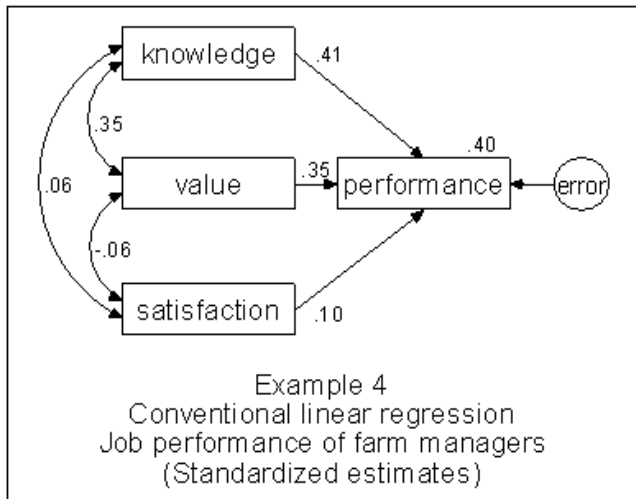 knowledge
.41
.35
.40
.06
value
.35
performance
error
-.06
satisfaction
.10
Example 4
Conventional linear regression
Job performance of farm managers
(Standardized estimates)